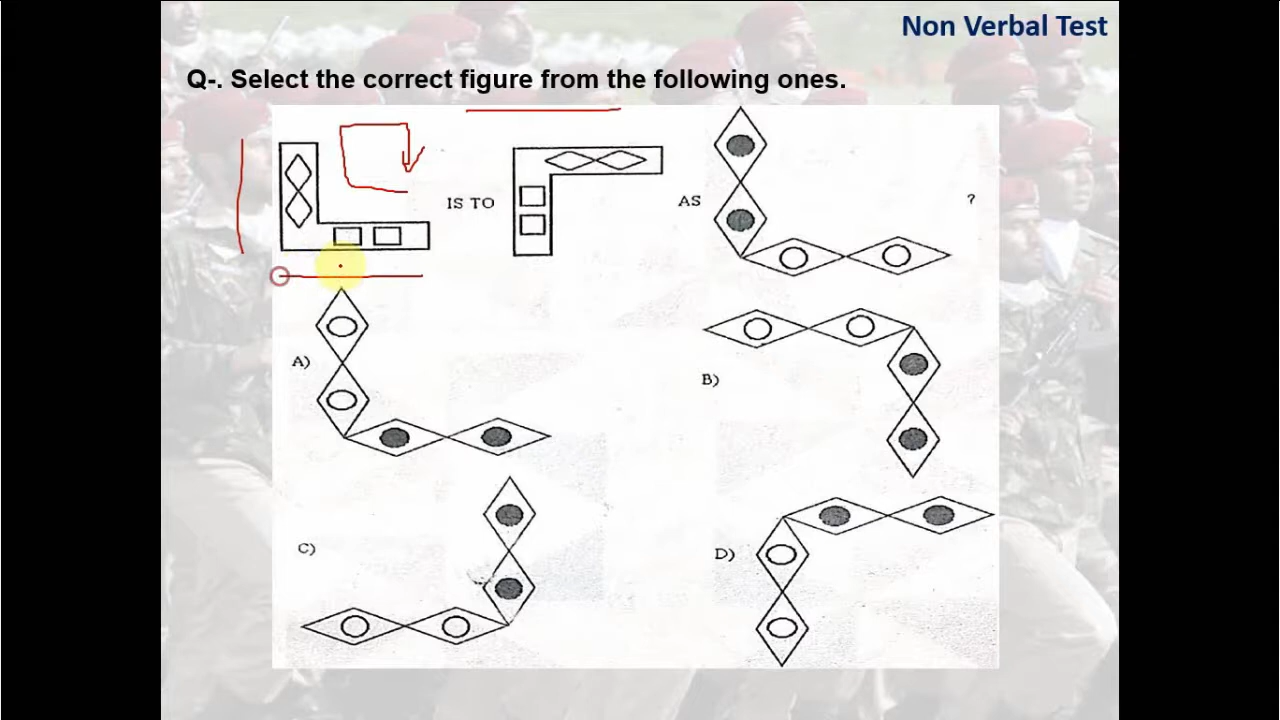 Non Verbal Test
Q-. Select the correct figure from the following ones.
IS TO
AS
?
A)
B)
C)
D)